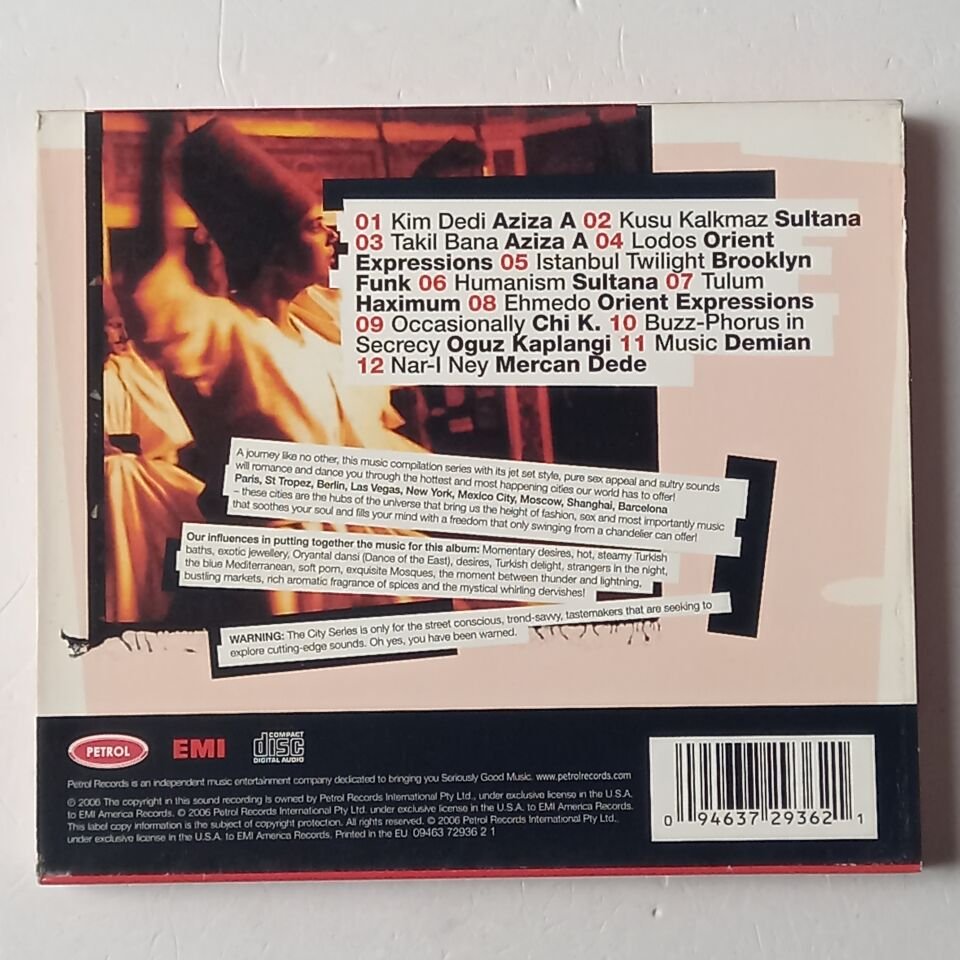 01 Kim Dedi Aziza A 02 Kusu Kalkmaz Sultana
03 Takil Bana Aziza A 04 Lodos Orient
Expressions 05 Istanbul Twilight Brooklyn
Funk 06 Humanism Sultana 07 Tulum
Haximum 08 Ehmedo Orient Expressions
09 Occasionally Chi K. 10 Buzz-Phorus in
Secrecy Oguz Kaplangi 11 Music Demian
12 Nar-I Ney Mercan Dede
A journey like no other, this music compilation series with its jet set style, pure sex appeal and sultry sounds
will romance and dance you through the hottest and most happening cities our world has to offer!
Paris, St Tropez, Berlin, Las Vegas, New York, Mexico City, Moscow, Shanghai, Barcelona
– these cities are the hubs of the universe that bring us the height of fashion, sex and most importantly music
that soothes your soul and fills your mind with a freedom that only swinging from a chandelier can offer!
Our influences in putting together the music for this album: Momentary desires, hot, steamy Turkish
baths, exotic jewellery, Oryantal dansi (Dance of the East), desires, Turkish delight, strangers in the night,
the blue Mediterranean, soft porn, exquisite Mosques, the moment between thunder and lightning,
bustling markets, rich aromatic fragrance of spices and the mystical whirling dervishes!
WARNING: The City Series is only for the street conscious, trend-savvy, tastemakers that are seeking to
explore cutting-edge sounds. Oh yes, you have been warned.
PETROL EMI COMPACT disc DIGITAL AUDIO
Petrol Records is an independent music entertainment company dedicated to bringing you Seriously Good Music. www.petrolrecords.com
℗ 2006 The copyright in this sound recording is owned by Petrol Records International Pty Ltd., under exclusive license in the U.S.A.
to EMI America Records. © 2006 Petrol Records International Pty Ltd. under exclusive license in the U.S.A. to EMI America Records.
This label copy information is the subject of copyright protection. All rights reserved. © 2006 Petrol Records International Pty Ltd.,
under exclusive license in the U.S.A. to EMI America Records. Printed in the EU 09463 72936 2 1
0 94637 29362 1